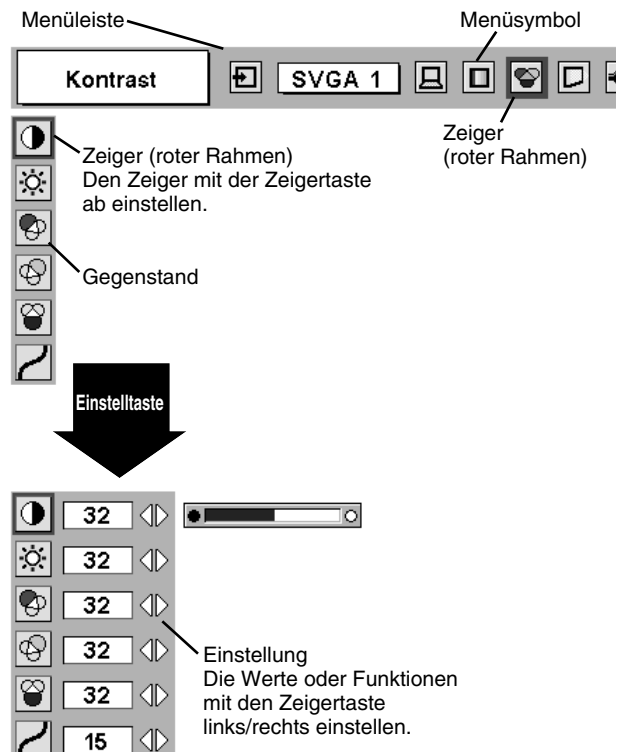 Menüleiste
Menüsymbol
Kontrast
SVGA 1
Zeiger
(roter Rahmen)
Zeiger (roter Rahmen)
Den Zeiger mit der Zeigertaste
ab einstellen.
Gegenstand
Einstelltaste
32
32
32
32
32
15
Einstellung
Die Werte oder Funktionen
mit den Zeigertaste
links/rechts einstellen.